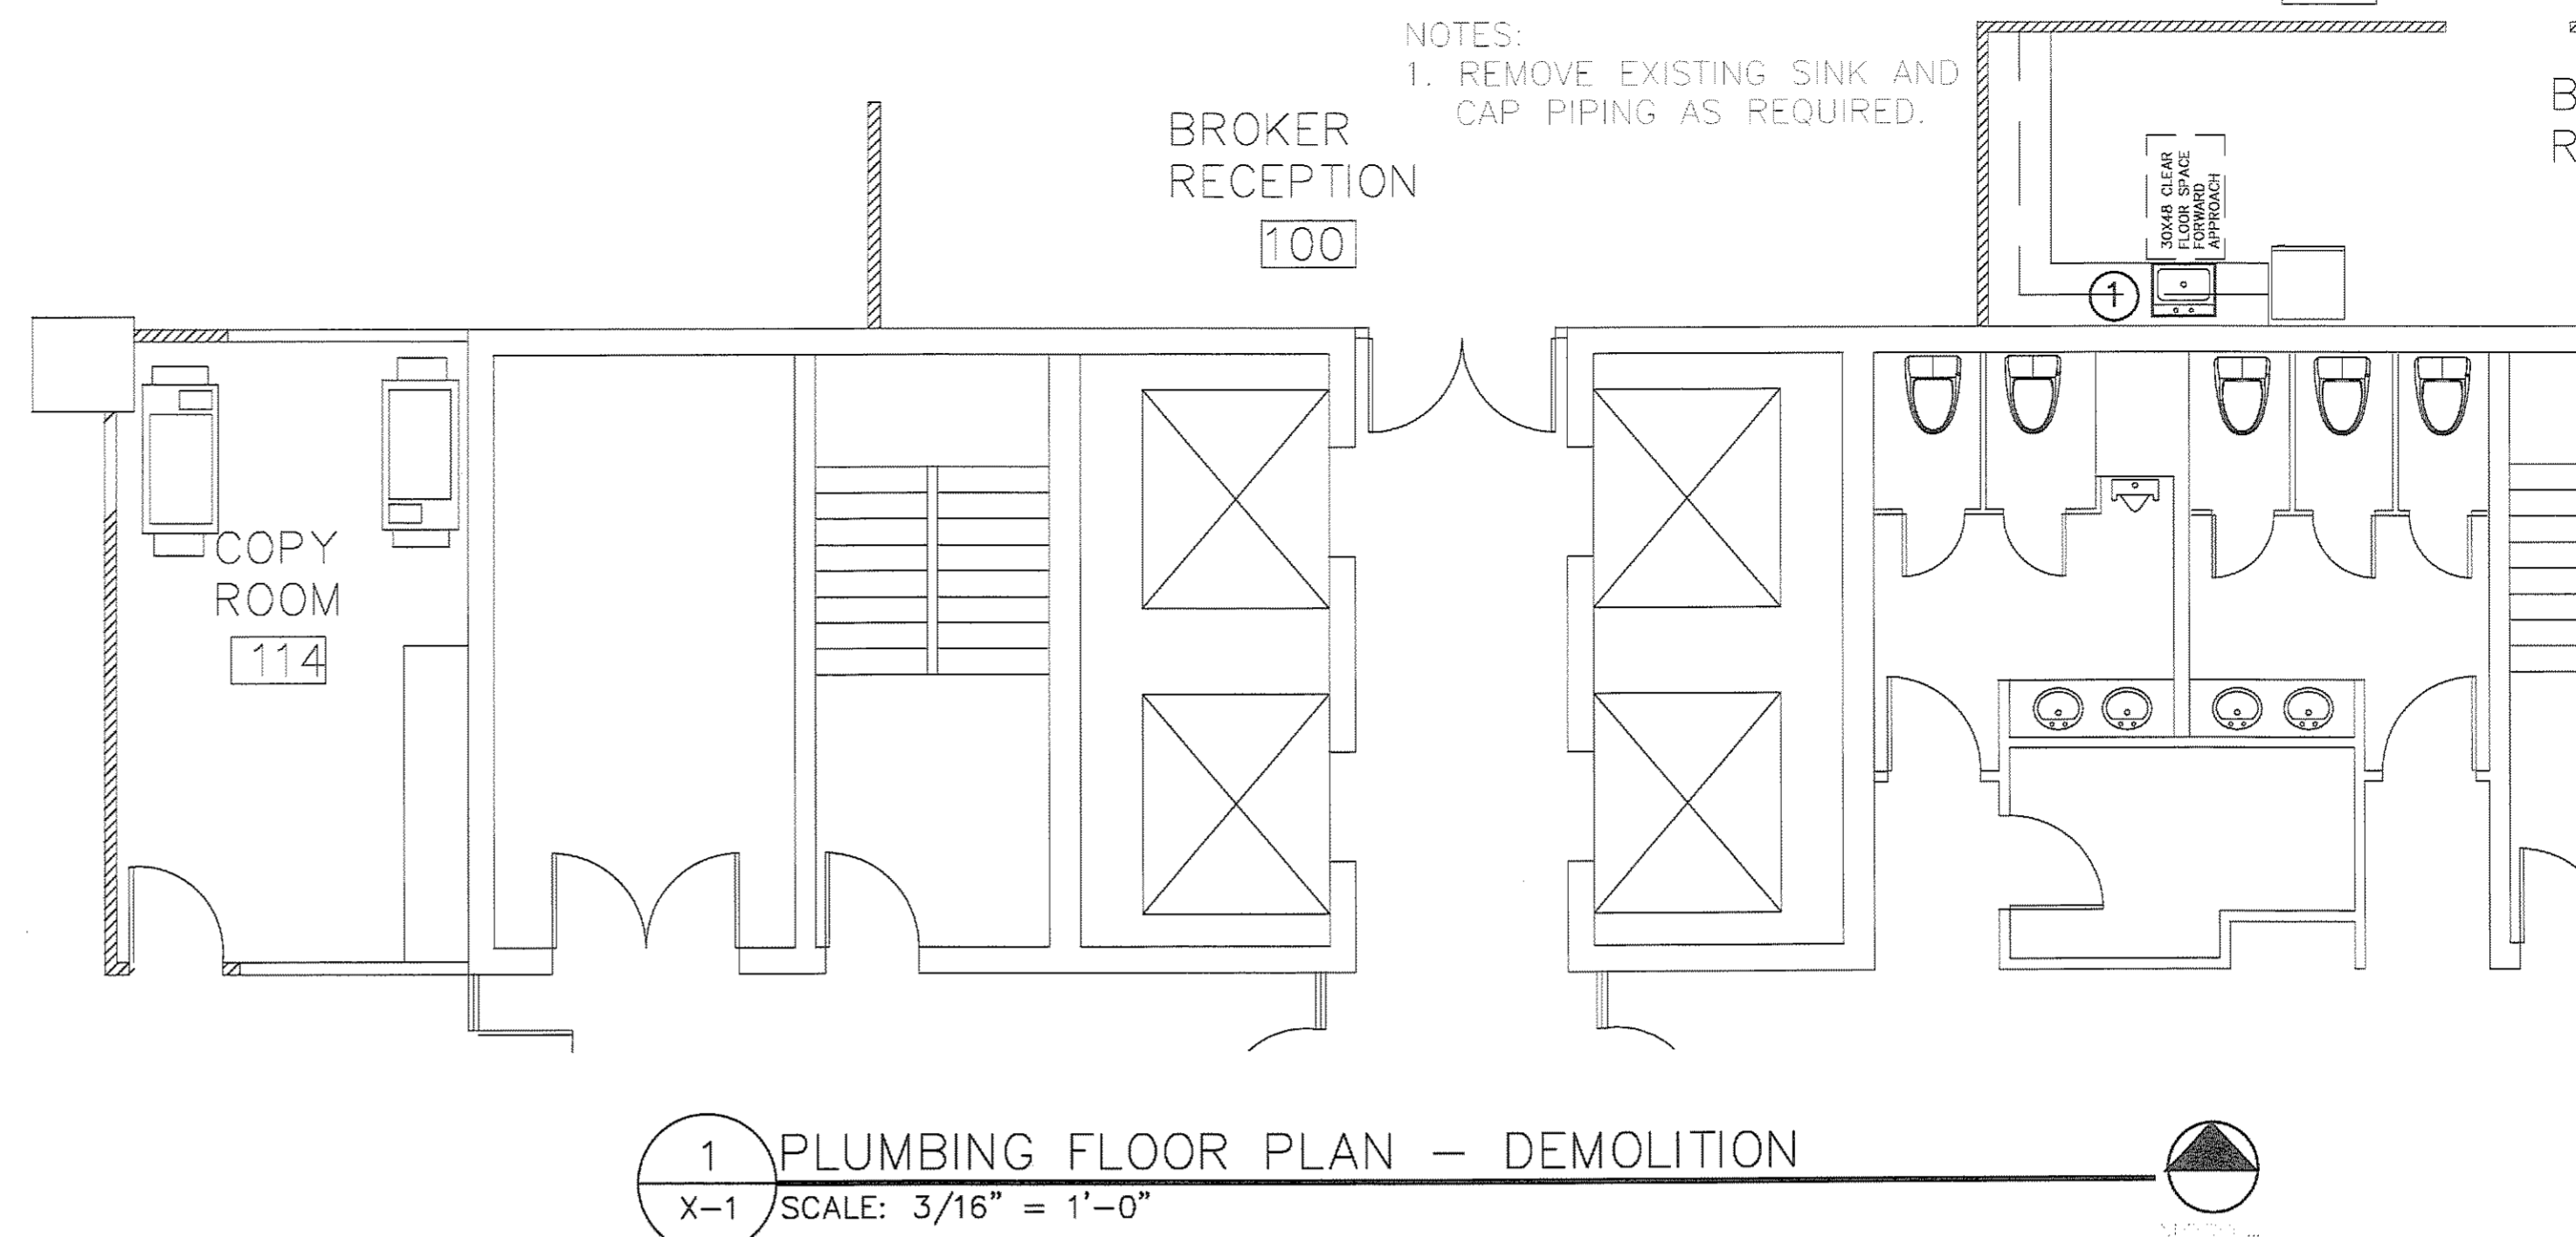 NOTES:
1. REMOVE EXISTING SINK AND
CAP PIPING AS REQUIRED.
BROKER
RECEPTION
100
B
R
30X48 CLEAR
FLOOR SPACE
FORWARD
APPROACH
1
COPY
ROOM
114
1
X-1
PLUMBING FLOOR PLAN - DEMOLITION
SCALE: 3/16" = 1'-0"